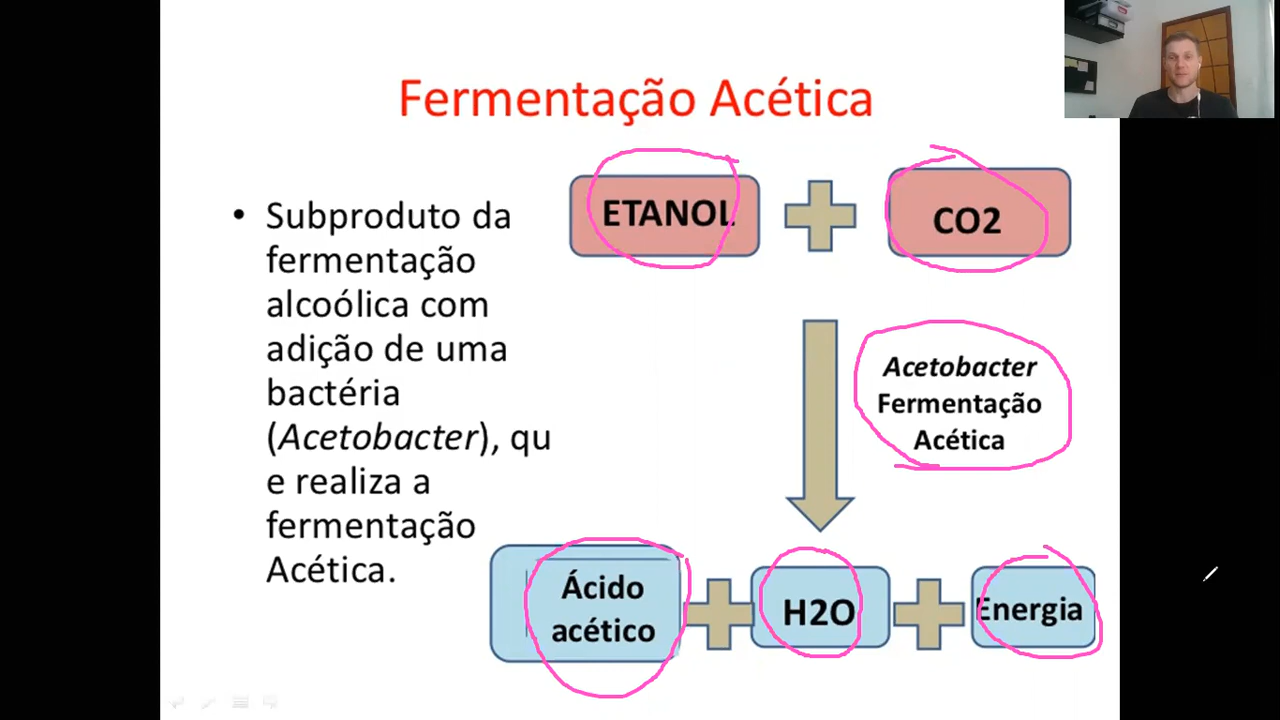 Fermentação Acética
• Subproduto da
fermentação
alcoólica com
adição de uma
bactéria
(Acetobacter), qu
e realiza a
fermentação
Acética.
ETANOL
CO2
Acetobacter
Fermentação
Acética
Ácido
acético
H2O
Energia